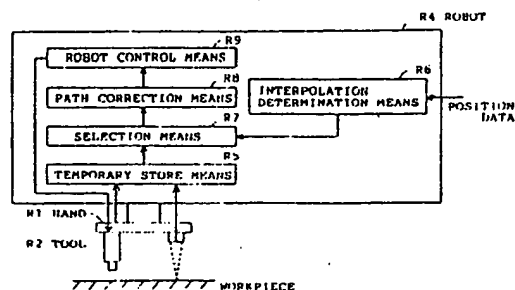 R4 ROBOT
R9
ROBOT CONTROL MEANS
R8
PATH CORRECTION MEANS
R6
INTERPOLATION
DETERMINATION MEANS
R7
SELECTION MEANS
POSITION
DATA
R5
TEMPORARY STORE MEANS
R1 HAND
R2 TOOL
WORKPIECE